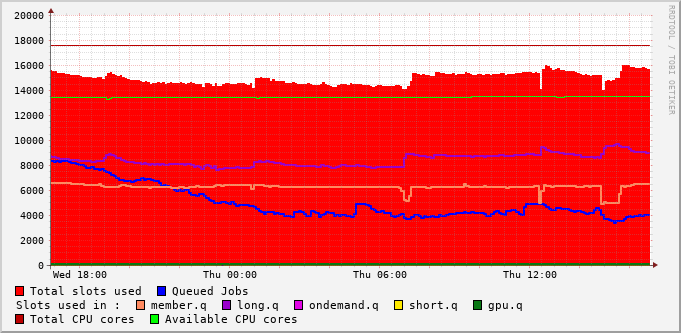 RRDTOOL / TOBI OETIKER
20000
18000
16000
14000
12000
10000
8000
6000
4000
2000
0
Wed 18:00 Thu 00:00 Thu 06:00 Thu 12:00
Total slots used Queued Jobs
Slots used in : member.q long.q ondemand.q short.q gpu.q
Total CPU cores Available CPU cores